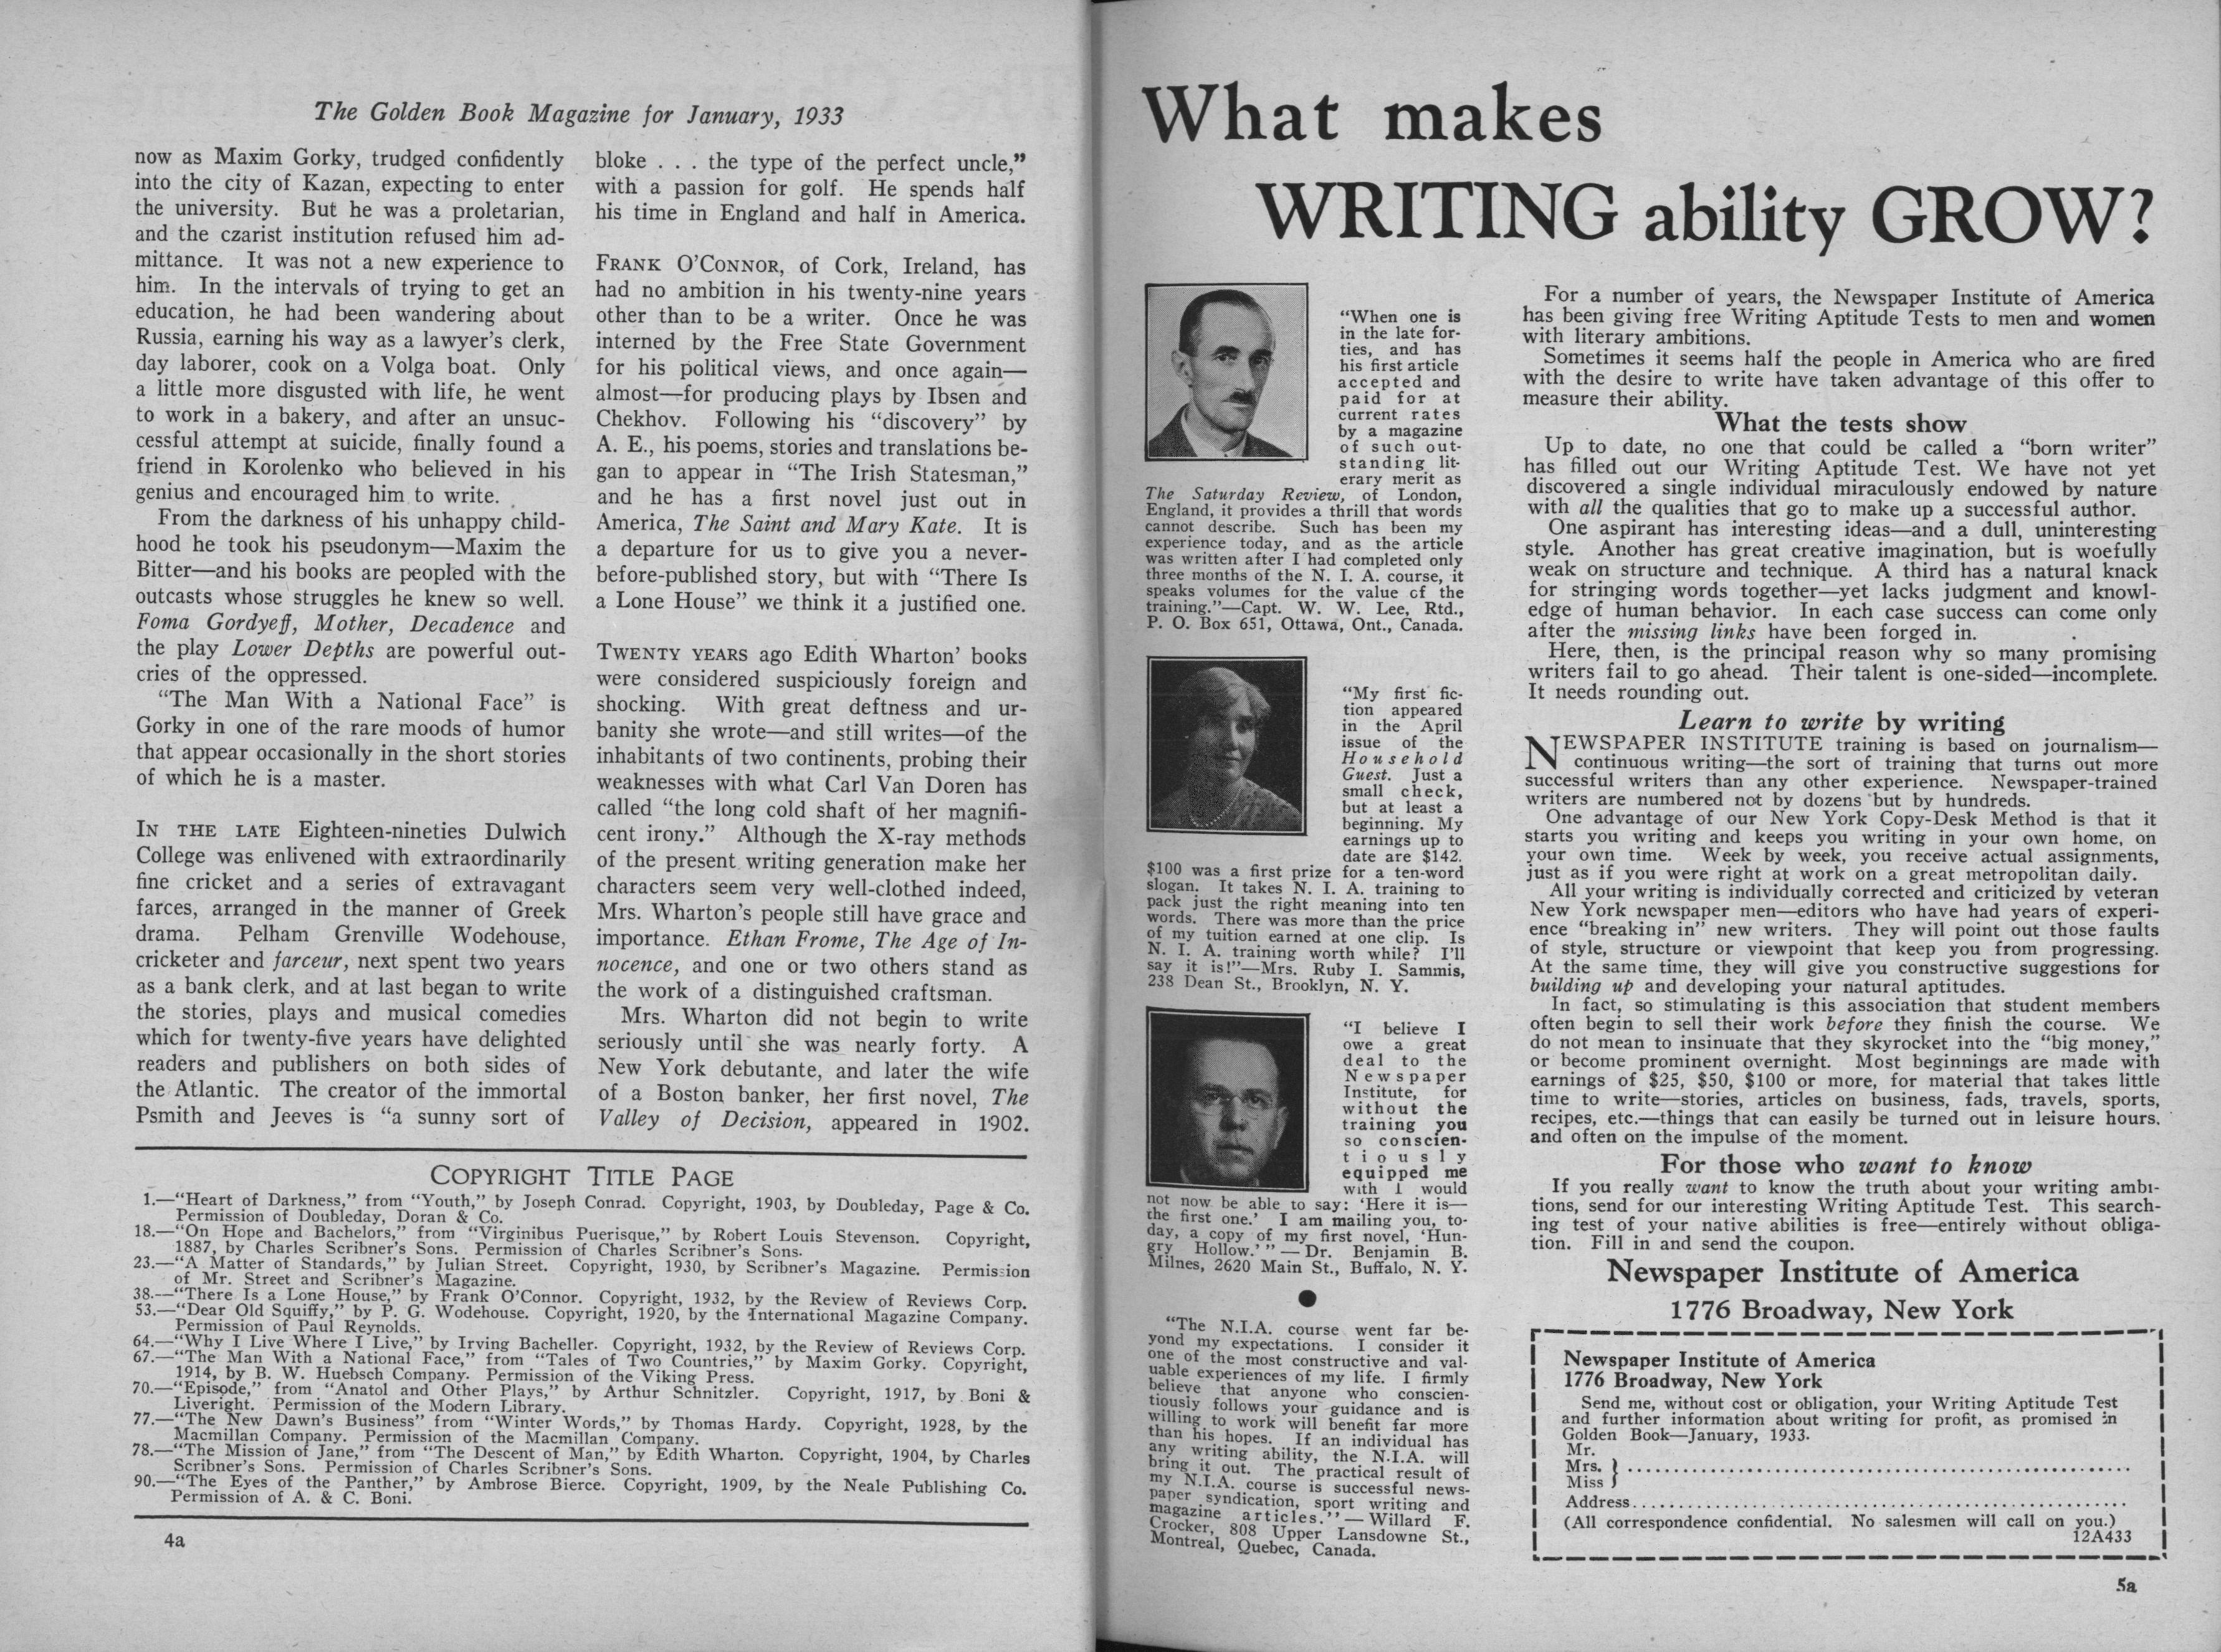 The Golden Book Magazine for January, 1933
now as Maxim Gorky, trudged confidently
into the city of Kazan, expecting to enter
the university. But he was a proletarian,
and the czarist institution refused him ad-
mittance. It was not a new experience to
him. In the intervals of trying to get an
education, he had been wandering about
Russia, earning his way as a lawyer's clerk,
day laborer, cook on a Volga boat. Only
a little more disgusted with life, he went
to work in a bakery, and after an unsuc-
cessful attempt at suicide, finally found a
friend in Korolenko who believed in his
genius and encouraged him to write.
From the darkness of his unhappy child-
hood he took his pseudonym—Maxim the
Bitter—and his books are peopled with the
outcasts whose struggles he knew so well.
Foma Gordyeff, Mother, Decadence and
the play Lower Depths are powerful out-
cries of the oppressed.
"The Man With a National Face" is
Gorky in one of the rare moods of humor
that appear occasionally in the short stories
of which he is a master.
IN THE LATE Eighteen-nineties Dulwich
College was enlivened with extraordinarily
fine cricket and a series of extravagant
farces, arranged in the manner of Greek
drama. Pelham Grenville Wodehouse,
cricketer and farceur, next spent two years
as a bank clerk, and at last began to write
the stories, plays and musical comedies
which for twenty-five years have delighted
readers and publishers on both sides of
the Atlantic. The creator of the immortal
Psmith and Jeeves is "a sunny sort of
bloke . . . the type of the perfect uncle,"
with a passion for golf. He spends half
his time in England and half in America.
FRANK O'CONNOR, of Cork, Ireland, has
had no ambition in his twenty-nine years
other than to be a writer. Once he was
interned by the Free State Government
for his political views, and once again—
almost—for producing plays by Ibsen and
Chekhov. Following his "discovery" by
A. E., his poems, stories and translations be-
gan to appear in "The Irish Statesman,"
and he has a first novel just out in
America, The Saint and Mary Kate. It is
a departure for us to give you a never-
before-published story, but with "There Is
a Lone House" we think it a justified one.
TWENTY YEARS ago Edith Wharton' books
were considered suspiciously foreign and
shocking. With great deftness and ur-
banity she wrote—and still writes—of the
inhabitants of two continents, probing their
weaknesses with what Carl Van Doren has
called "the long cold shaft of her magnifi-
cent irony." Although the X-ray methods
of the present writing generation make her
characters seem very well-clothed indeed,
Mrs. Wharton's people still have grace and
importance. Ethan Frome, The Age of In-
nocence, and one or two others stand as
the work of a distinguished craftsman.
Mrs. Wharton did not begin to write
seriously until she was nearly forty. A
New York debutante, and later the wife
of a Boston banker, her first novel, The
Valley of Decision, appeared in 1902.
COPYRIGHT TITLE PAGE
1.—"Heart of Darkness," from "Youth," by Joseph Conrad. Copyright, 1903, by Doubleday, Page & Co.
Permission of Doubleday, Doran & Co.
18.—"On Hope and Bachelors," from "Virginibus Puerisque," by Robert Louis Stevenson. Copyright,
1887, by Charles Scribner's Sons. Permission of Charles Scribner's Sons.
23.—"A Matter of Standards," by Julian Street. Copyright, 1930, by Scribner's Magazine. Permission
of Mr. Street and Scribner's Magazine.
38.—"There Is a Lone House," by Frank O'Connor. Copyright, 1932, by the Review of Reviews Corp.
53.—"Dear Old Squiffy," by P. G. Wodehouse. Copyright, 1920, by the International Magazine Company.
Permission of Paul Reynolds.
64.—"Why I Live Where I Live," by Irving Bacheller. Copyright, 1932, by the Review of Reviews Corp.
67.—"The Man With a National Face," from "Tales of Two Countries," by Maxim Gorky. Copyright,
1914, by B. W. Huebsch Company. Permission of the Viking Press.
70.—"Episode," from "Anatol and Other Plays," by Arthur Schnitzler. Copyright, 1917, by Boni &
Liveright. Permission of the Modern Library.
77.—"The New Dawn's Business" from "Winter Words," by Thomas Hardy. Copyright, 1928, by the
Macmillan Company. Permission of the Macmillan Company.
78.—"The Mission of Jane," from "The Descent of Man," by Edith Wharton. Copyright, 1904, by Charles
Scribner's Sons. Permission of Charles Scribner's Sons.
90.—"The Eyes of the Panther," by Ambrose Bierce. Copyright, 1909, by the Neale Publishing Co.
Permission of A. & C. Boni.
4a
What makes
WRITING ability GROW?
"When one is
in the late for-
ties, and has
his first article
accepted and
paid for at
current rates
by a magazine
of such out-
standing lit-
erary merit as
The Saturday Review, of London,
England, it provides a thrill that words
cannot describe. Such has been my
experience today, and as the article
was written after I had completed only
three months of the N. I. A. course, it
speaks volumes for the value of the
training."—Capt. W. W. Lee, Rtd.,
P. O. Box 651, Ottawa, Ont., Canada.
"My first fic-
tion appeared
in the April
issue of the
Household
Guest. Just a
small check,
but at least a
beginning. My
earnings up to
date are $142.
$100 was a first prize for a ten-word
slogan. It takes N. I. A. training to
pack just the right meaning into ten
words. There was more than the price
of my tuition earned at one clip. Is
N. I. A. training worth while? I'll
say it is!"—Mrs. Ruby I. Sammis,
238 Dean St., Brooklyn, N. Y.
"I believe I
owe a great
deal to the
Newspaper
Institute, for
without the
training you
so conscien-
tiously
equipped me
with I would
not now be able to say: 'Here it is—
the first one.' I am mailing you, to-
day, a copy of my first novel, 'Hun-
gry Hollow.'"—Dr. Benjamin B.
Milnes, 2620 Main St., Buffalo, N. Y.
"The N.I.A. course went far be-
yond my expectations. I consider it
one of the most constructive and val-
uable experiences of my life. I firmly
believe that anyone who conscien-
tiously follows your guidance and is
willing to work will benefit far more
than his hopes. If an individual has
any writing ability, the N.I.A. will
bring it out. The practical result of
my N.I.A. course is successful news-
paper syndication, sport writing and
magazine articles."—Willard F.
Crocker, 808 Upper Lansdowne St.,
Montreal, Quebec, Canada.
For a number of years, the Newspaper Institute of America
has been giving free Writing Aptitude Tests to men and women
with literary ambitions.
Sometimes it seems half the people in America who are fired
with the desire to write have taken advantage of this offer to
measure their ability.
What the tests show
Up to date, no one that could be called a "born writer"
has filled out our Writing Aptitude Test. We have not yet
discovered a single individual miraculously endowed by nature
with all the qualities that go to make up a successful author.
One aspirant has interesting ideas—and a dull, uninteresting
style. Another has great creative imagination, but is woefully
weak on structure and technique. A third has a natural knack
for stringing words together—yet lacks judgment and knowl-
edge of human behavior. In each case success can come only
after the missing links have been forged in.
Here, then, is the principal reason why so many promising
writers fail to go ahead. Their talent is one-sided—incomplete.
It needs rounding out.
Learn to write by writing
NEWSPAPER INSTITUTE training is based on journalism—
continuous writing—the sort of training that turns out more
successful writers than any other experience. Newspaper-trained
writers are numbered not by dozens but by hundreds.
One advantage of our New York Copy-Desk Method is that it
starts you writing and keeps you writing in your own home, on
your own time. Week by week, you receive actual assignments,
just as if you were right at work on a great metropolitan daily.
All your writing is individually corrected and criticized by veteran
New York newspaper men—editors who have had years of experi-
ence "breaking in" new writers. They will point out those faults
of style, structure or viewpoint that keep you from progressing.
At the same time, they will give you constructive suggestions for
building up and developing your natural aptitudes.
In fact, so stimulating is this association that student members
often begin to sell their work before they finish the course. We
do not mean to insinuate that they skyrocket into the "big money,"
or become prominent overnight. Most beginnings are made with
earnings of $25, $50, $100 or more, for material that takes little
time to write—stories, articles on business, fads, travels, sports,
recipes, etc.—things that can easily be turned out in leisure hours,
and often on the impulse of the moment.
For those who want to know
If you really want to know the truth about your writing ambi-
tions, send for our interesting Writing Aptitude Test. This search-
ing test of your native abilities is free—entirely without obliga-
tion. Fill in and send the coupon.
Newspaper Institute of America
1776 Broadway, New York
Newspaper Institute of America
1776 Broadway, New York
Send me, without cost or obligation, your Writing Aptitude Test
and further information about writing for profit, as promised in
Golden Book—January, 1933.
Mr.
Mrs. } ..........................................................
Miss
Address..........................................................
(All correspondence confidential. No salesmen will call on you.)
12A433
5a